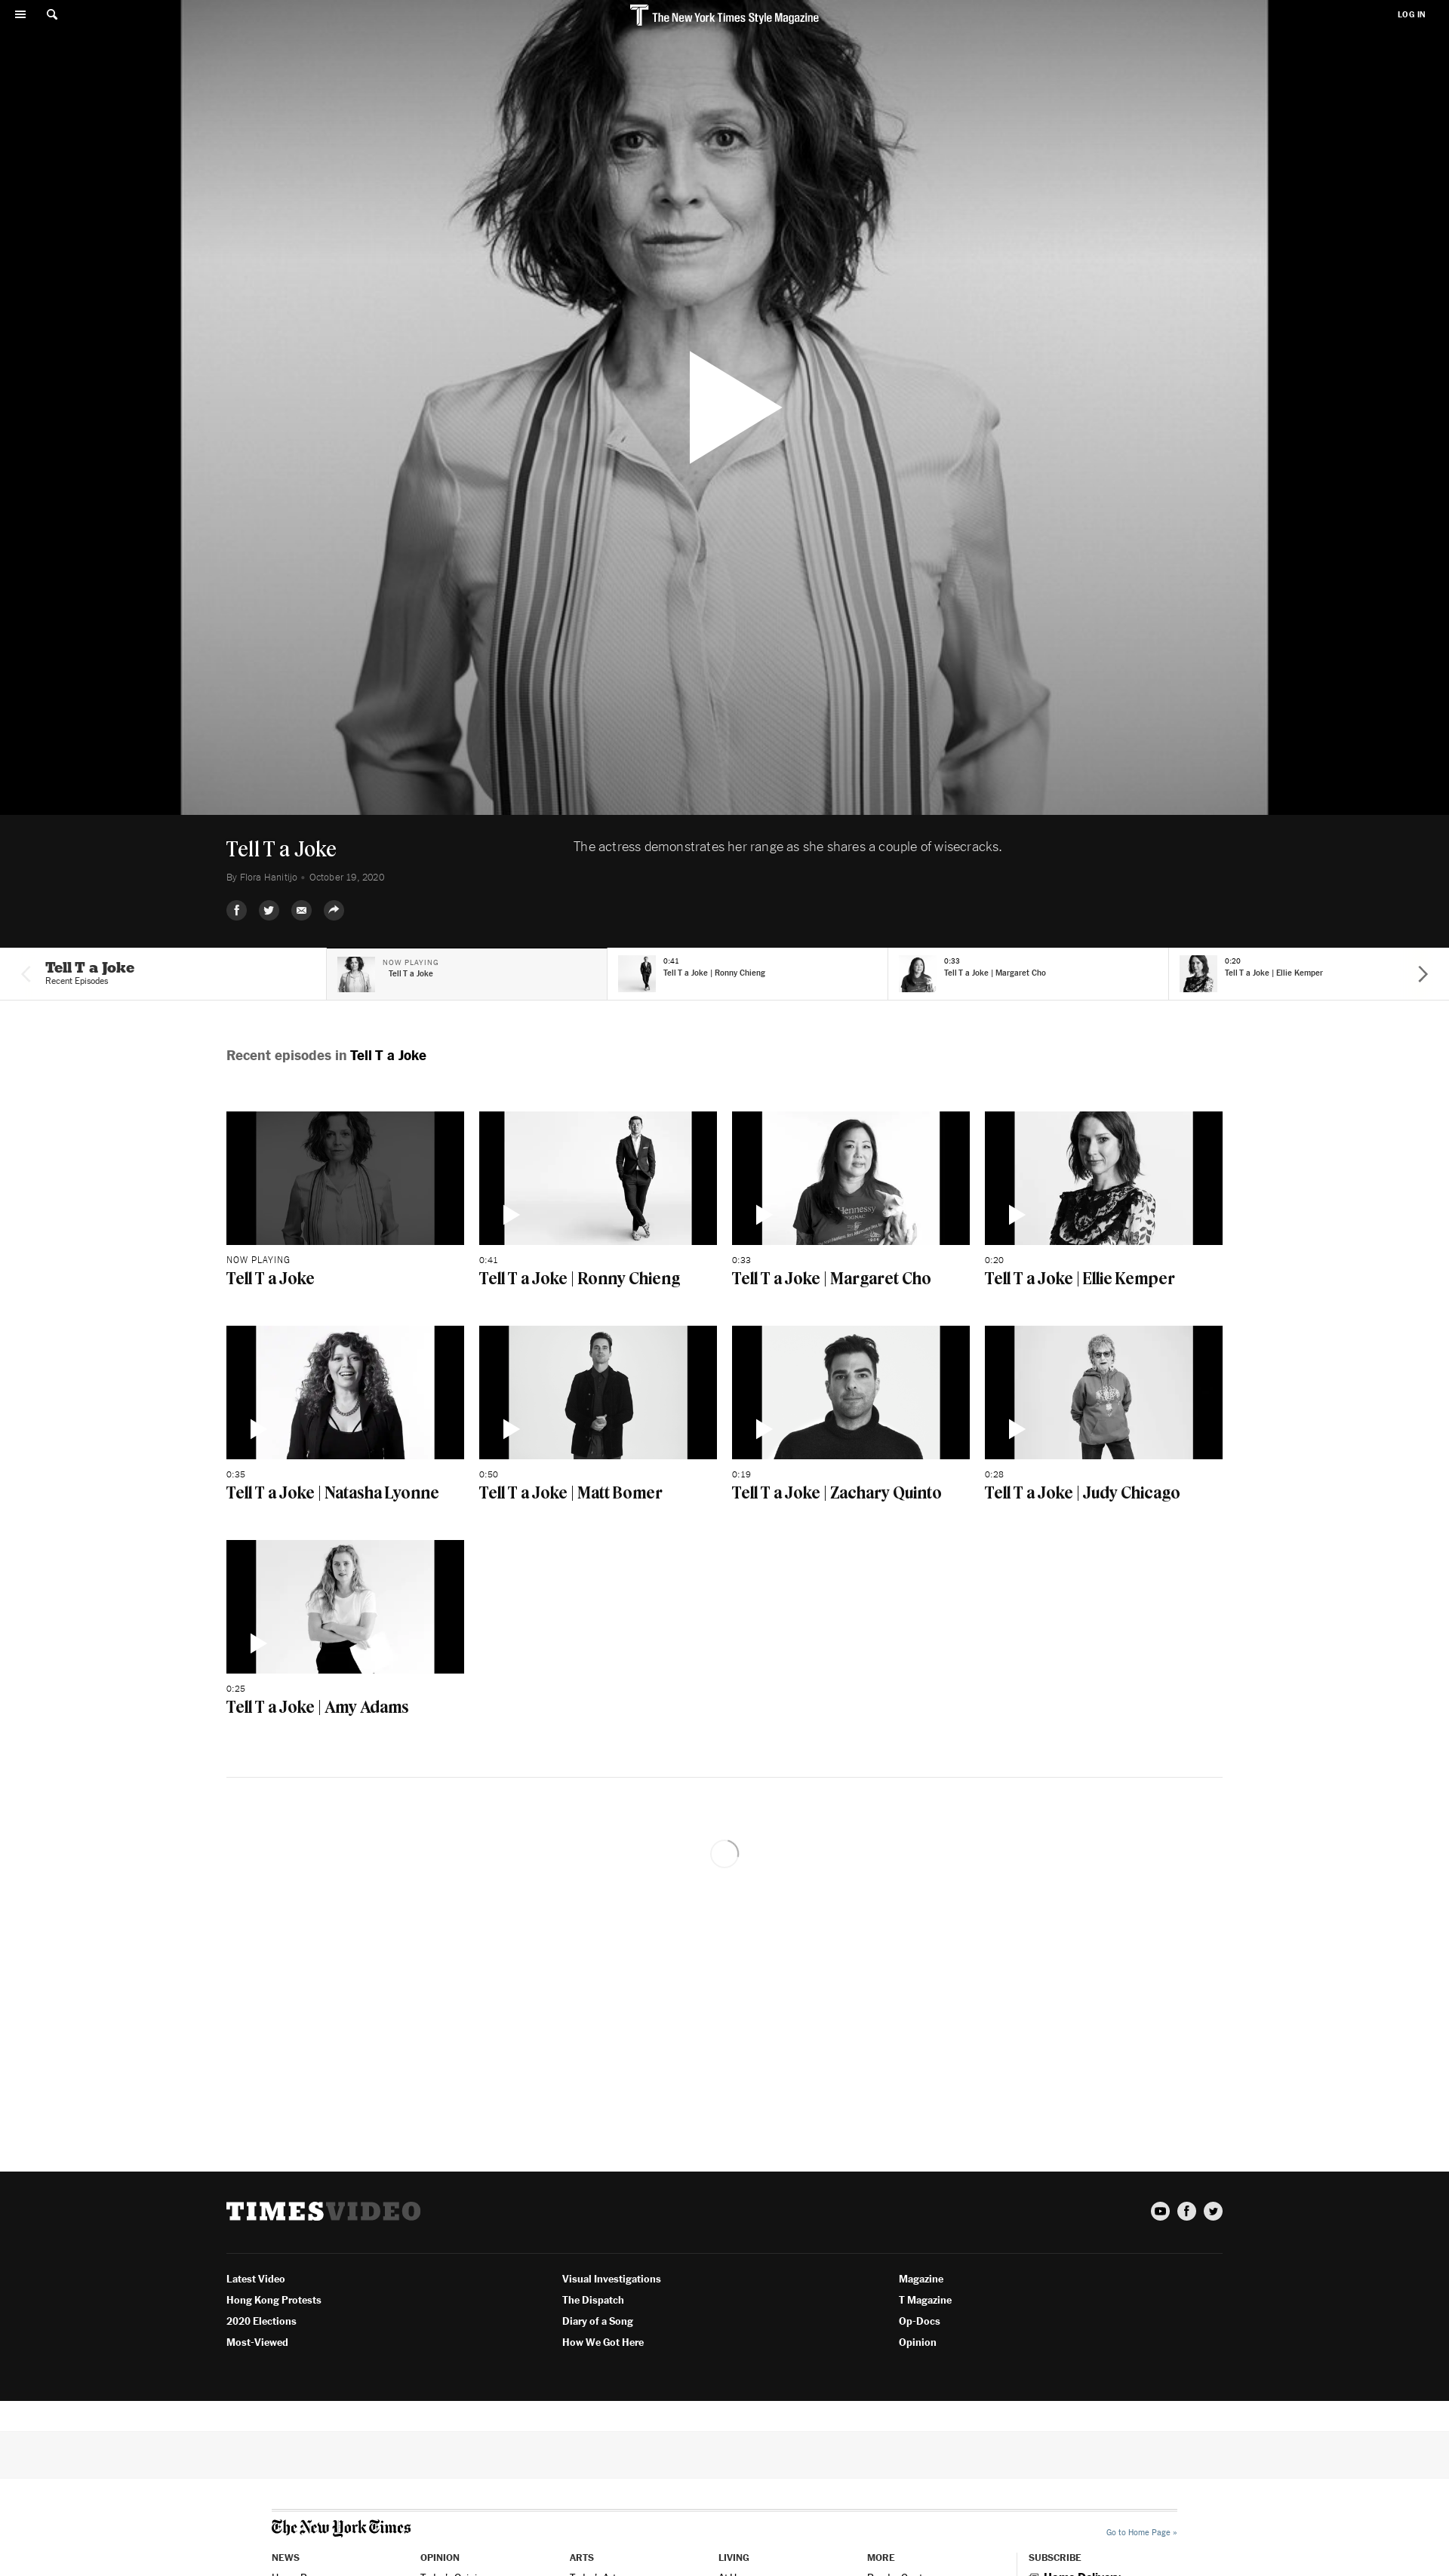 T The New York Times Style Magazine
LOG IN
Tell T a Joke
The actress demonstrates her range as she shares a couple of wisecracks.
By Flora Hanitijo • October 19, 2020
Tell T a Joke
Recent Episodes
NOW PLAYING
Tell T a Joke
0:41
Tell T a Joke | Ronny Chieng
0:33
Tell T a Joke | Margaret Cho
0:20
Tell T a Joke | Ellie Kemper
Recent episodes in Tell T a Joke
Hennessy
NOW PLAYING
Tell T a Joke
0:41
Tell T a Joke | Ronny Chieng
0:33
Tell T a Joke | Margaret Cho
0:20
Tell T a Joke | Ellie Kemper
0:35
Tell T a Joke | Natasha Lyonne
0:50
Tell T a Joke | Matt Bomer
0:19
Tell T a Joke | Zachary Quinto
0:28
Tell T a Joke | Judy Chicago
0:25
Tell T a Joke | Amy Adams
TIMESVIDEO
Latest Video
Hong Kong Protests
2020 Elections
Most-Viewed
Visual Investigations
The Dispatch
Diary of a Song
How We Got Here
Magazine
T Magazine
Op-Docs
Opinion
The New York Times
Go to Home Page »
NEWS
OPINION
ARTS
LIVING
MORE
SUBSCRIBE